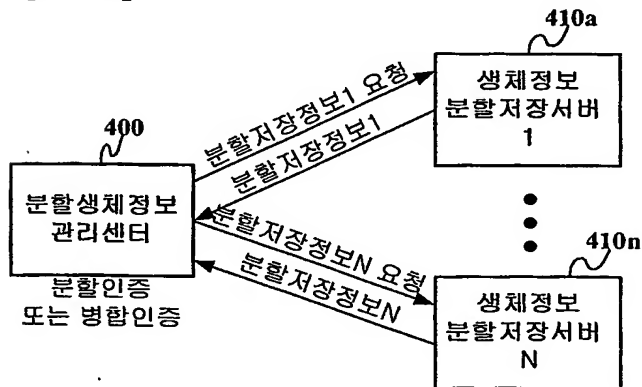 410a
생체정보
분할저장서버
1
분할저장정보1 요청
분할저장정보1
400
분할생체정보
관리센터
분할인증
또는 병합인증
분할저장정보N 요청
분할저장정보N
410n
생체정보
분할저장서버
N